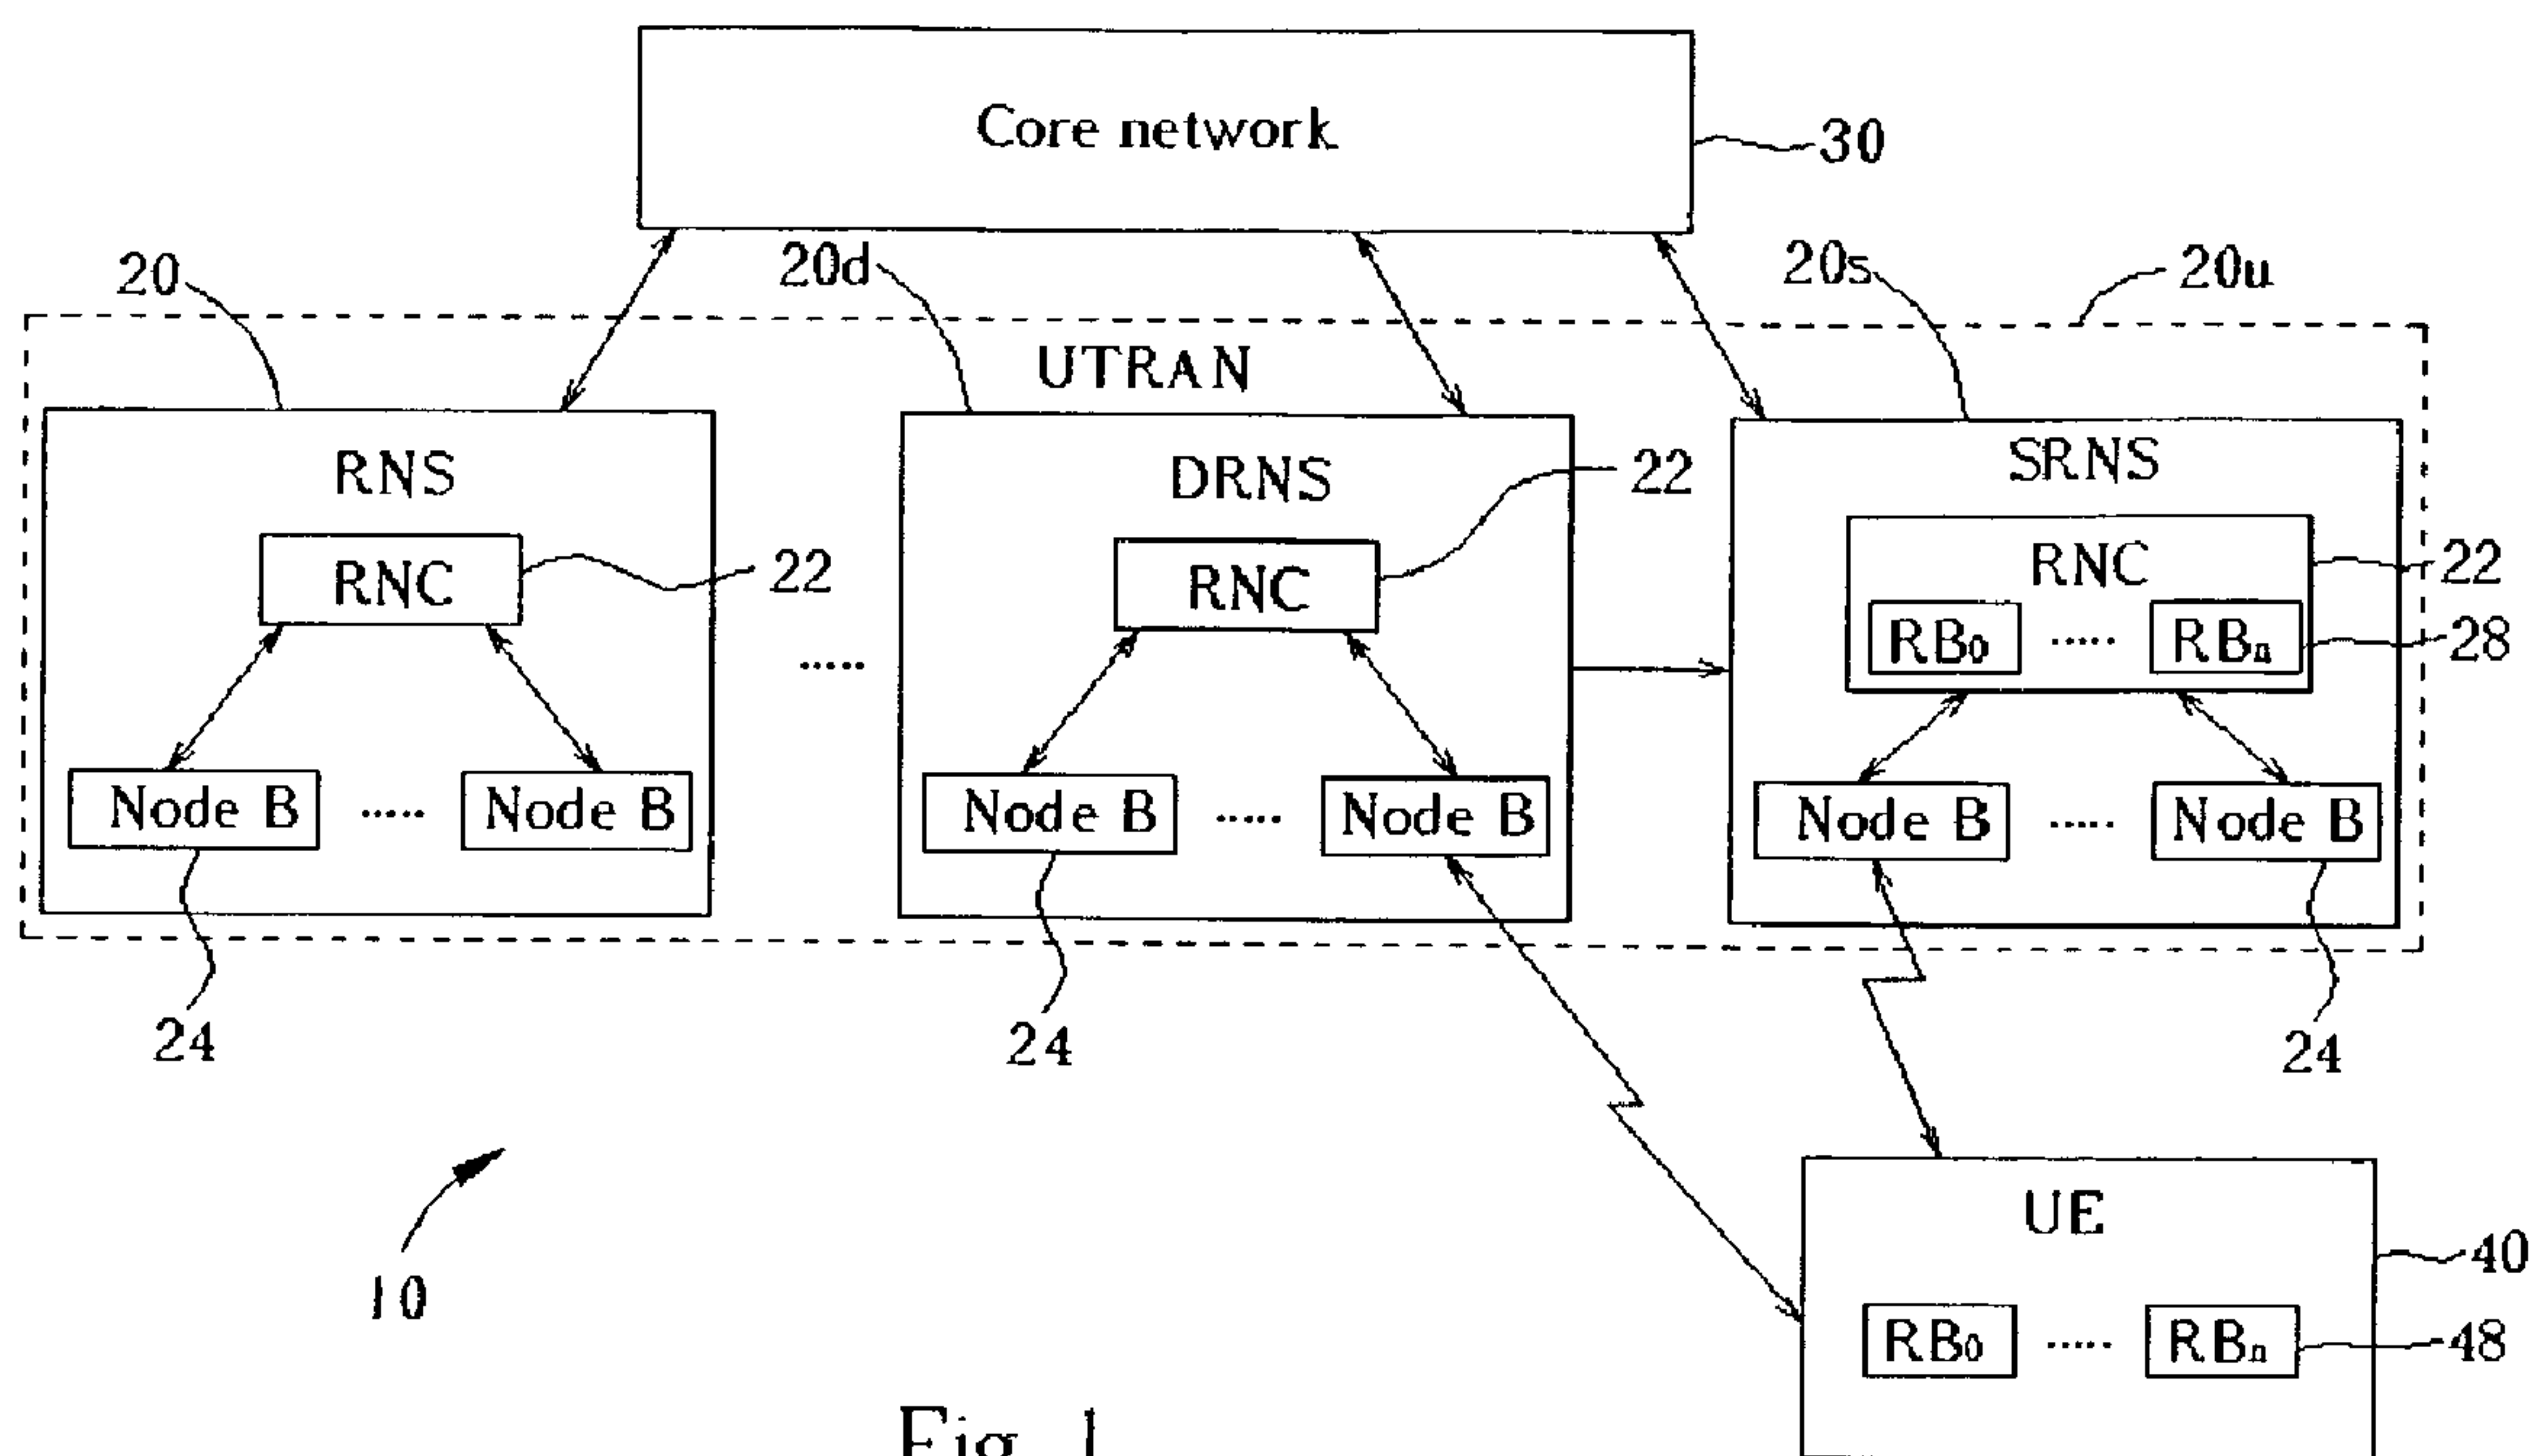 Core network
30
20
20d
20s
20u
UTRAN
RNS
DRNS
SRNS
RNC
22
RNC
22
RNC
22
RB0 ..... RBn
28
.....
Node B ..... Node B
Node B ..... Node B
Node B ..... Node B
24
24
24
10
UE
40
RB0 ..... RBn
48
Fig. 1